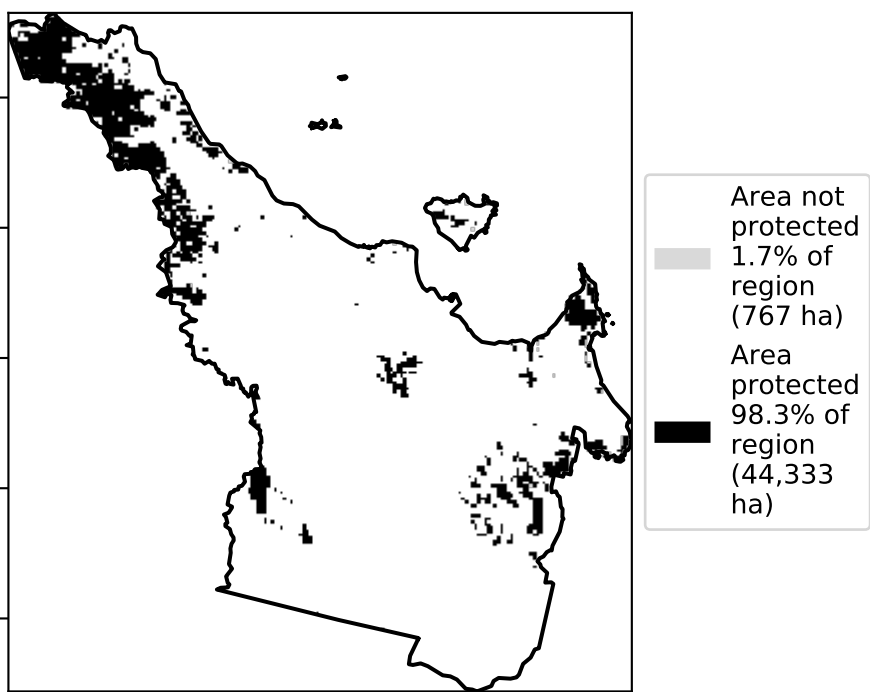 Area not
protected
1.7% of
region
(767 ha)
Area
protected
98.3% of
region
(44,333
ha)